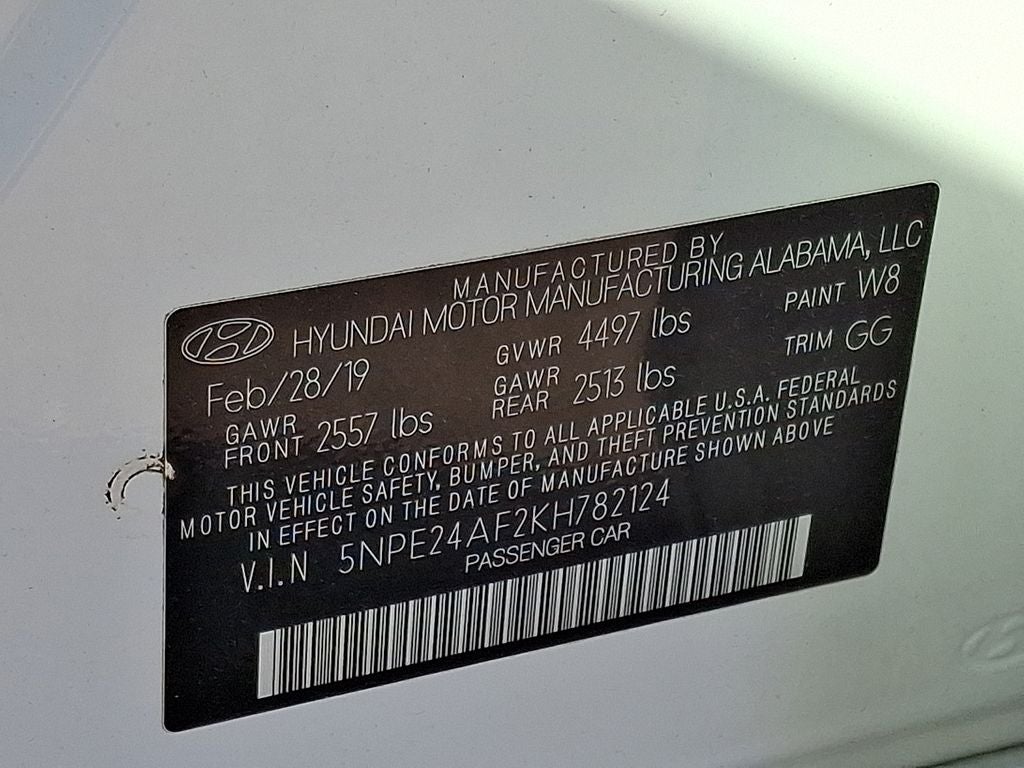 MANUFACTURED BY
HYUNDAI MOTOR MANUFACTURING ALABAMA, LLC
Feb/28/19 GVWR 4497 lbs PAINT W8
GAWR FRONT 2557 lbs GAWR REAR 2513 lbs TRIM GG
THIS VEHICLE CONFORMS TO ALL APPLICABLE U.S.A. FEDERAL
MOTOR VEHICLE SAFETY, BUMPER, AND THEFT PREVENTION STANDARDS
IN EFFECT ON THE DATE OF MANUFACTURE SHOWN ABOVE
V.I.N 5NPE24AF2KH782124
PASSENGER CAR